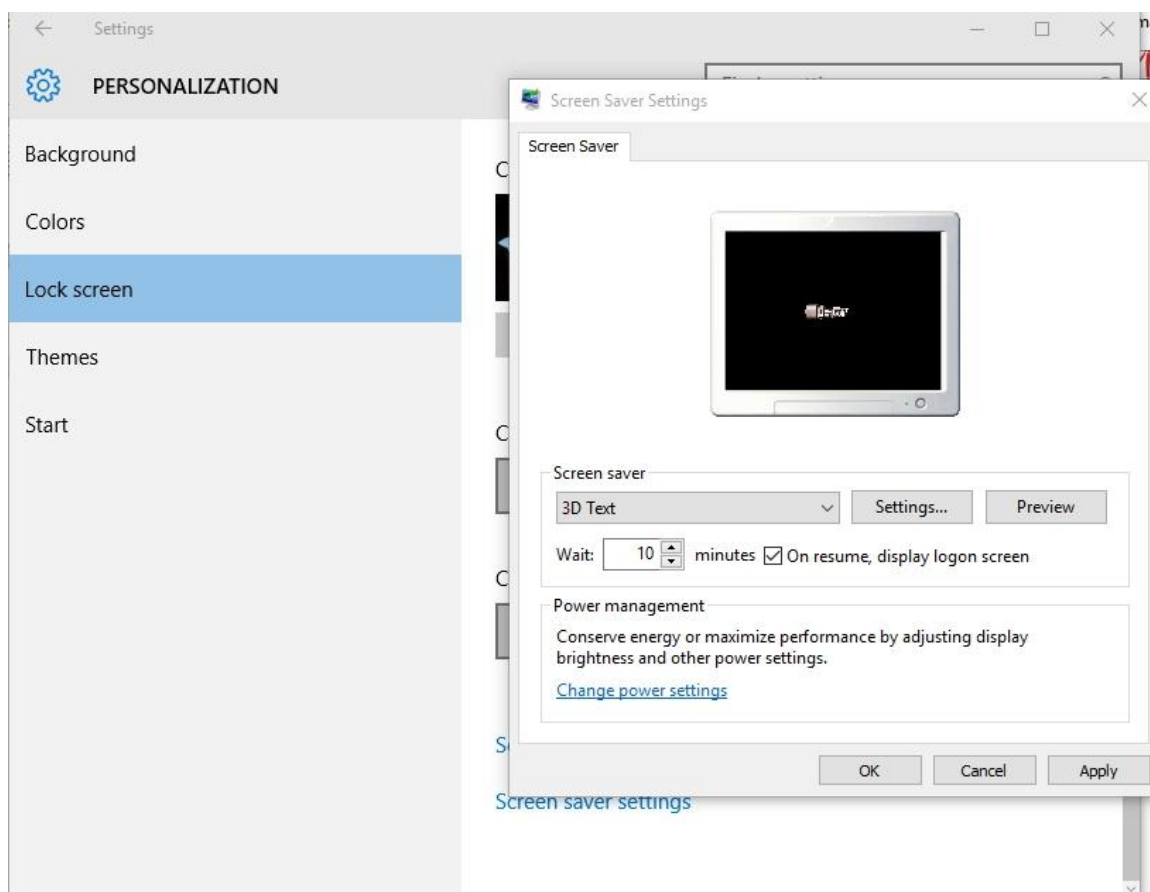 Settings
PERSONALIZATION
Background
Colors
Lock screen
Themes
Start
Screen saver settings
Screen Saver Settings
Screen Saver
Screen saver
3D Text
Settings...
Preview
Wait: 10 minutes On resume, display logon screen
Power management
Conserve energy or maximize performance by adjusting display
brightness and other power settings.
Change power settings
OK
Cancel
Apply